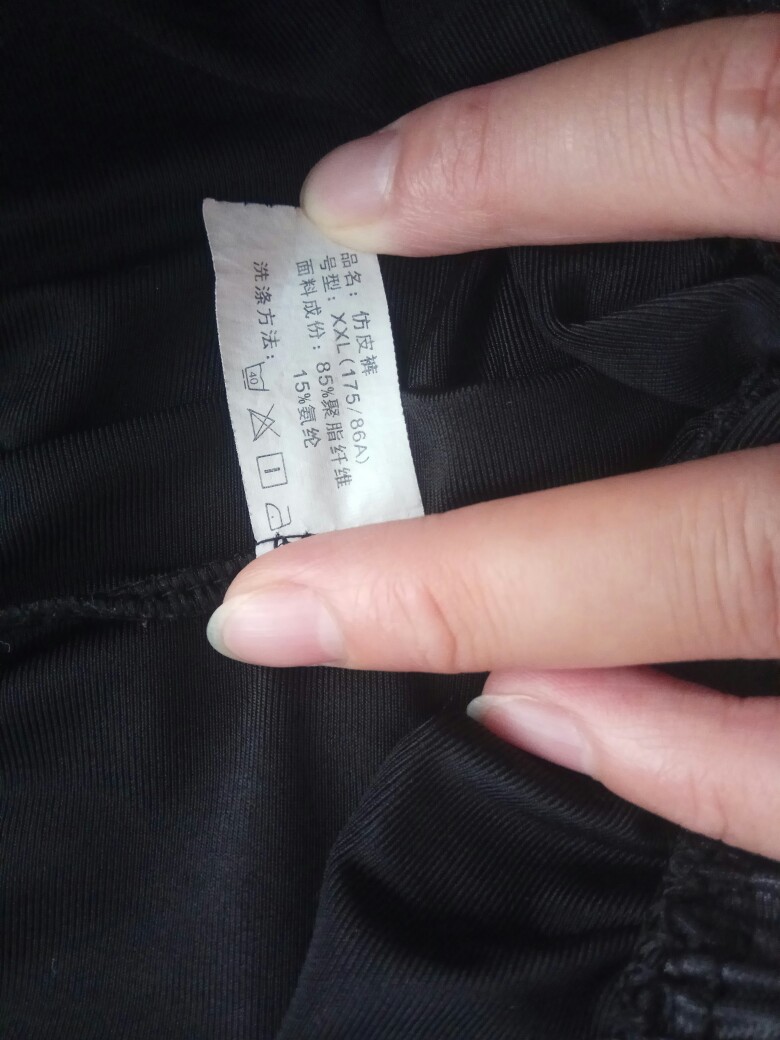 品名：仿皮裤
号型：XXL(175/86A)
面料成份：85%聚脂纤维
15%氨纶
洗涤方法：
40